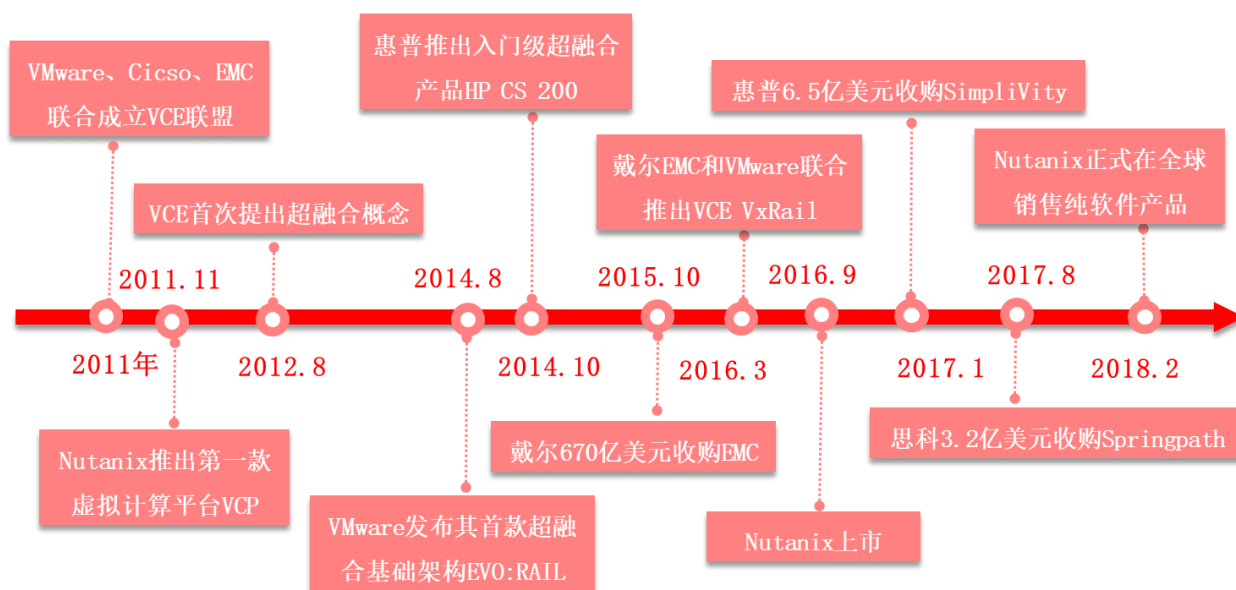 VMware、Cicso、EMC
联合成立VCE联盟
惠普推出入门级超融合
产品HP CS 200
惠普6.5亿美元收购SimpliVity
戴尔EMC和VMware联合
推出VCE VxRail
Nutanix正式在全球
销售纯软件产品
VCE首次提出超融合概念
2011.11
2014.8
2015.10
2016.9
2017.8
2011年
2012.8
2014.10
2016.3
2017.1
2018.2
Nutanix推出第一款
虚拟计算平台VCP
戴尔670亿美元收购EMC
思科3.2亿美元收购Springpath
VMware发布其首款超融
合基础架构EVO:RAIL
Nutanix上市